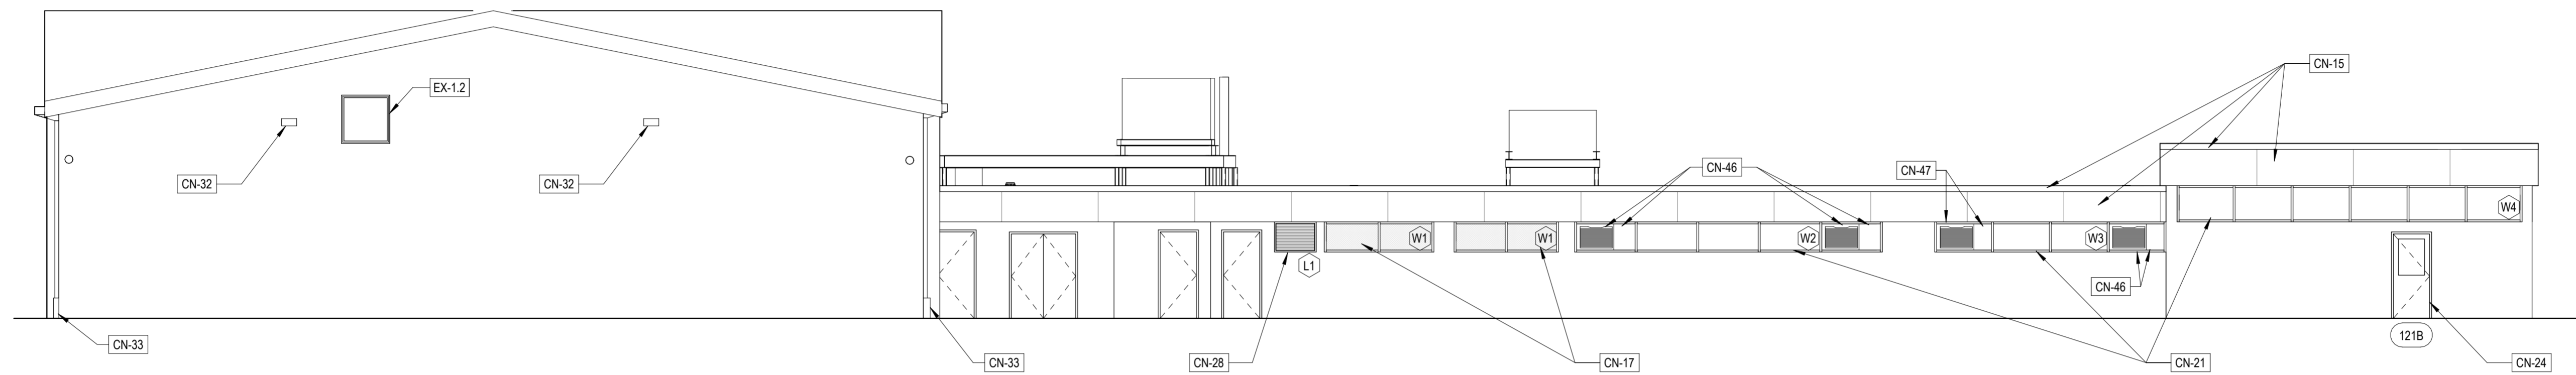 CN-15
EX-1.2
CN-32
CN-32
CN-46
CN-47
W1
W1
W2
W3
W4
L1
CN-46
121B
CN-33
CN-33
CN-28
CN-17
CN-21
CN-24